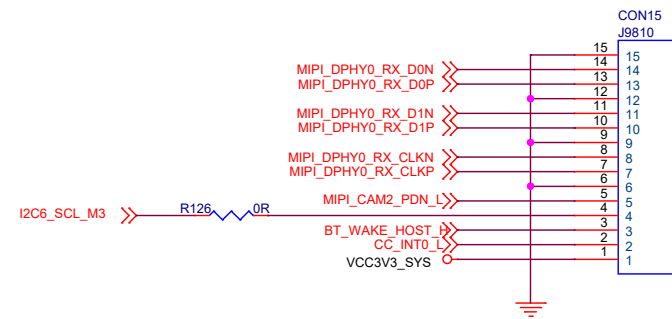 CON15
J9810
15 15
MIPI_DPHY0_RX_D0N 14 14
MIPI_DPHY0_RX_D0P 13 13
12 12
MIPI_DPHY0_RX_D1N 11 11
MIPI_DPHY0_RX_D1P 10 10
9 9
MIPI_DPHY0_RX_CLKN 8 8
MIPI_DPHY0_RX_CLKP 7 7
6 6
MIPI_CAM2_PDN_L 5 5
I2C6_SCL_M3 R126 0R 4 4
BT_WAKE_HOST_H 3 3
CC_INT0_L 2 2
VCC3V3_SYS 1 1